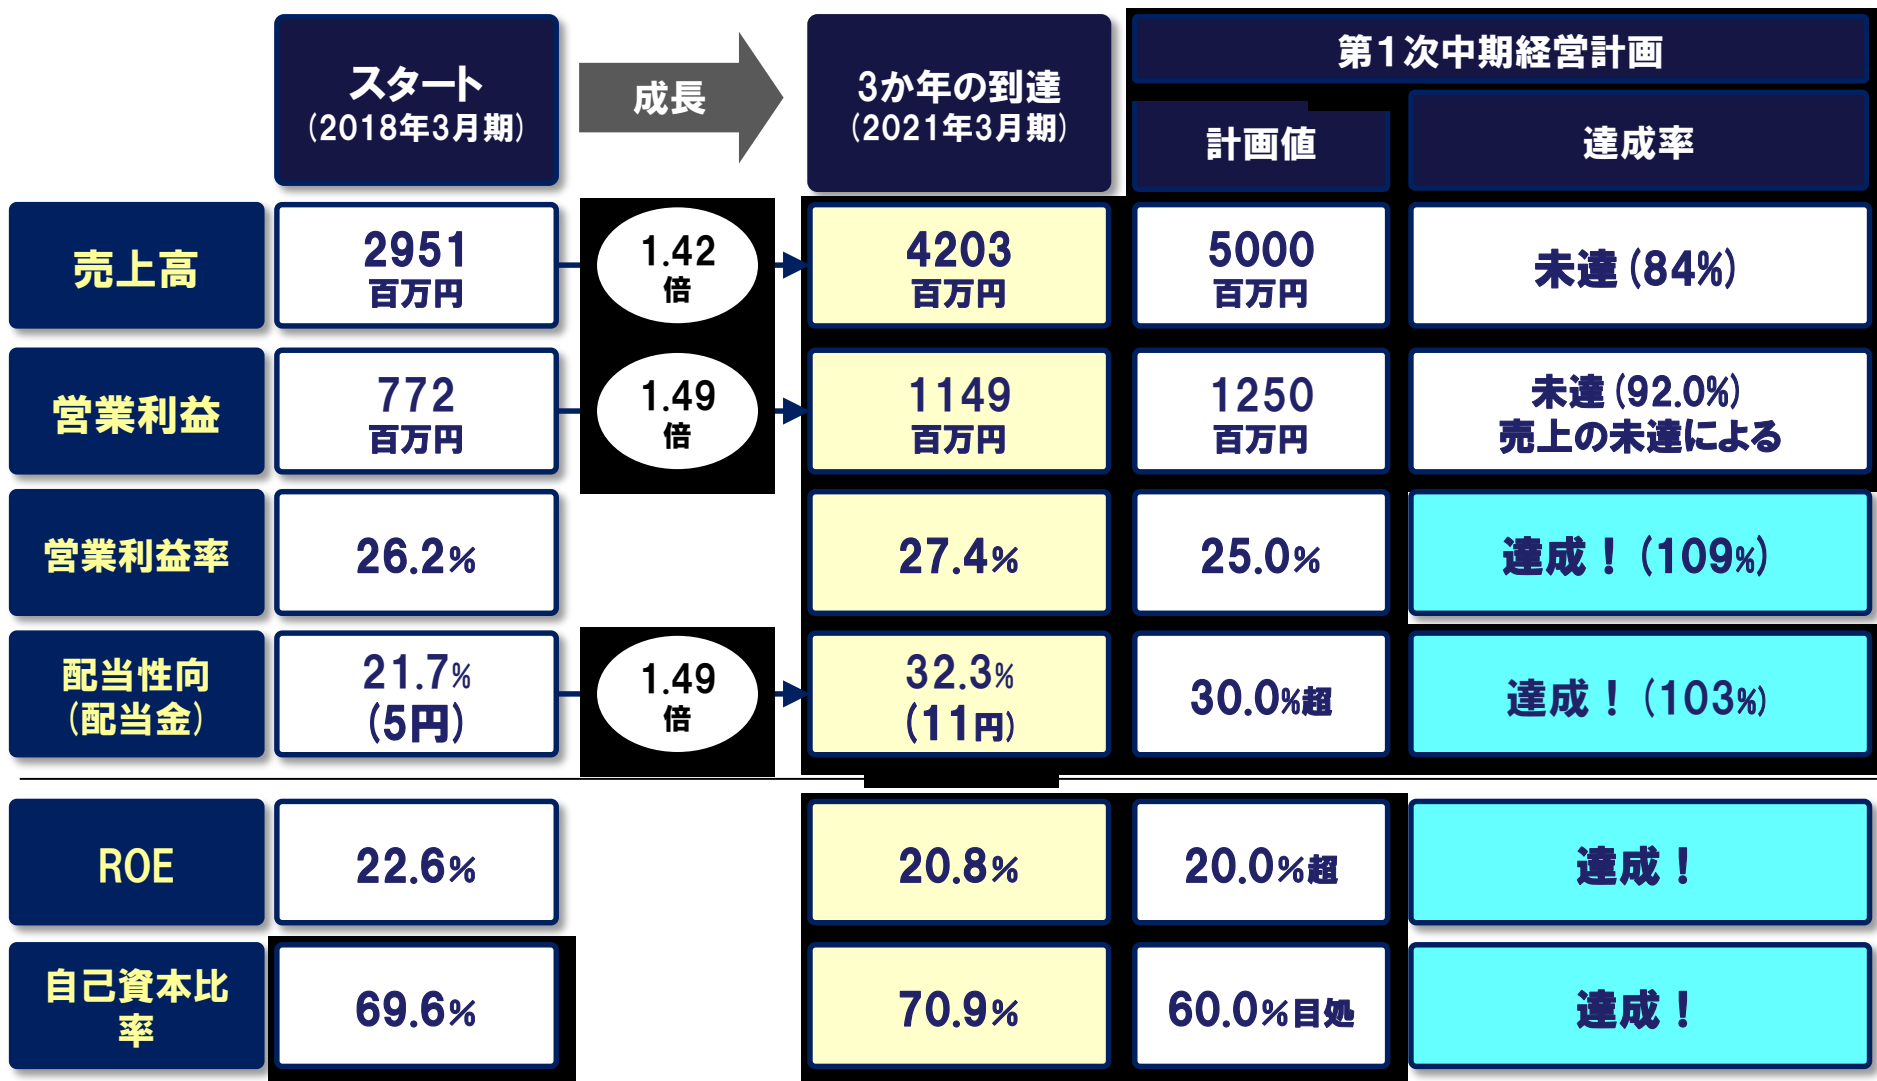 スタート
(2018年3月期)
成長
3か年の到達
(2021年3月期)
第1次中期経営計画
計画値
達成率
売上高
2951
百万円
1.42
倍
4203
百万円
5000
百万円
未達(84%)
営業利益
772
百万円
1.49
倍
1149
百万円
1250
百万円
未達(92.0%)
売上の未達による
営業利益率
26.2%
27.4%
25.0%
達成！(109%)
配当性向
(配当金)
21.7%
(5円)
1.49
倍
32.3%
(11円)
30.0%超
達成！(103%)
ROE
22.6%
20.8%
20.0%超
達成！
自己資本比
率
69.6%
70.9%
60.0%目処
達成！